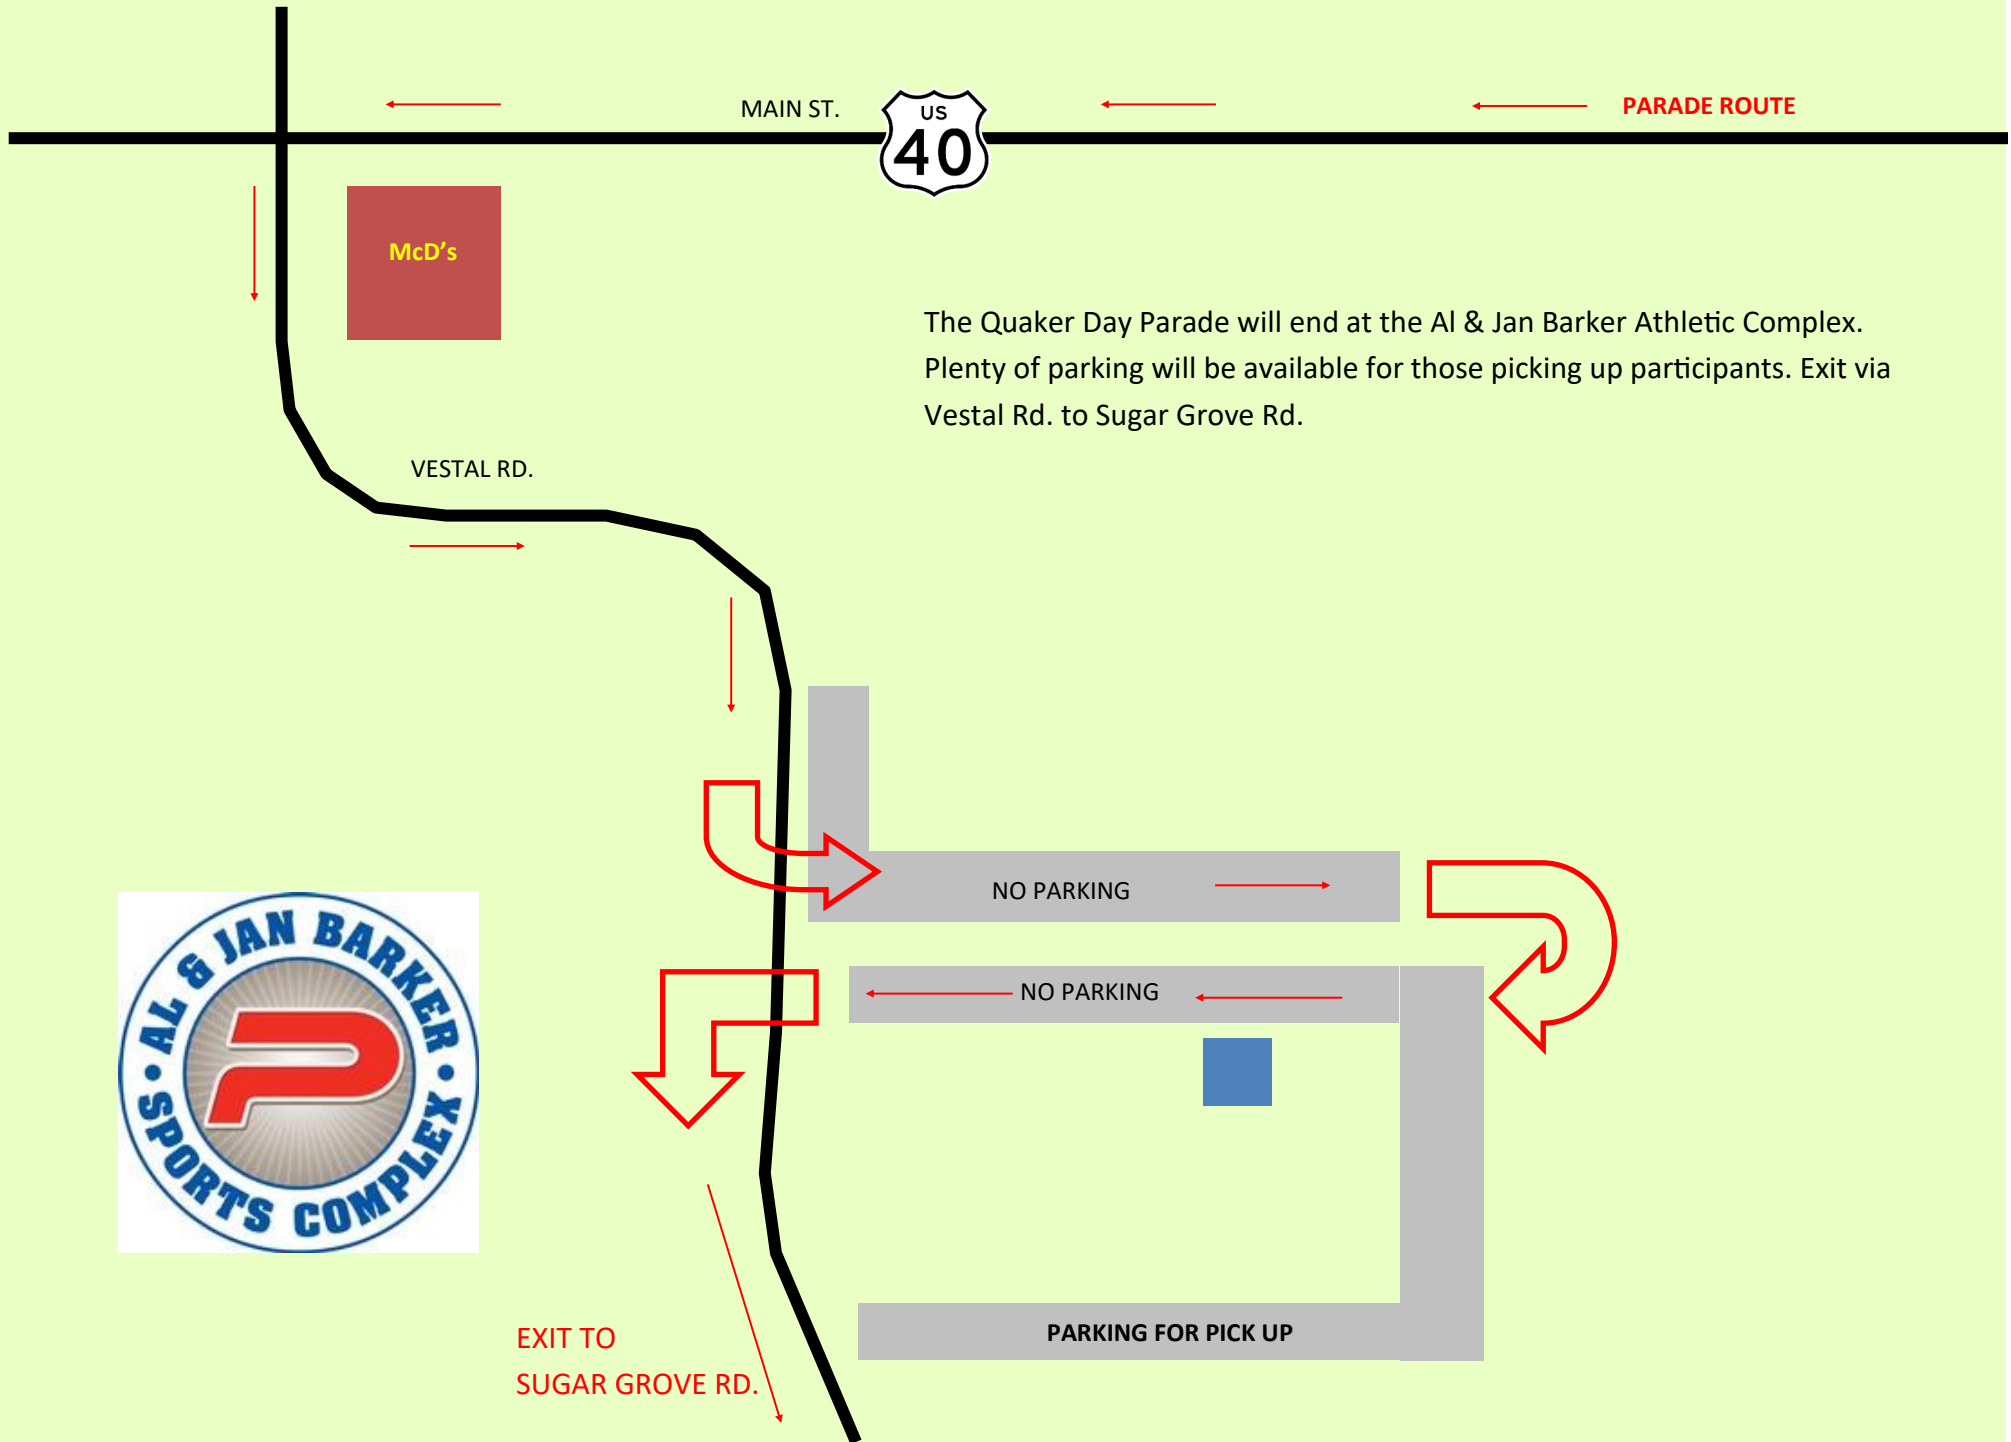 MAIN ST.
US
40
PARADE ROUTE
McD's
The Quaker Day Parade will end at the Al & Jan Barker Athletic Complex.
Plenty of parking will be available for those picking up participants. Exit via
Vestal Rd. to Sugar Grove Rd.
VESTAL RD.
NO PARKING
NO PARKING
AL & JAN BARKER
P
SPORTS COMPLEX
PARKING FOR PICK UP
EXIT TO
SUGAR GROVE RD.